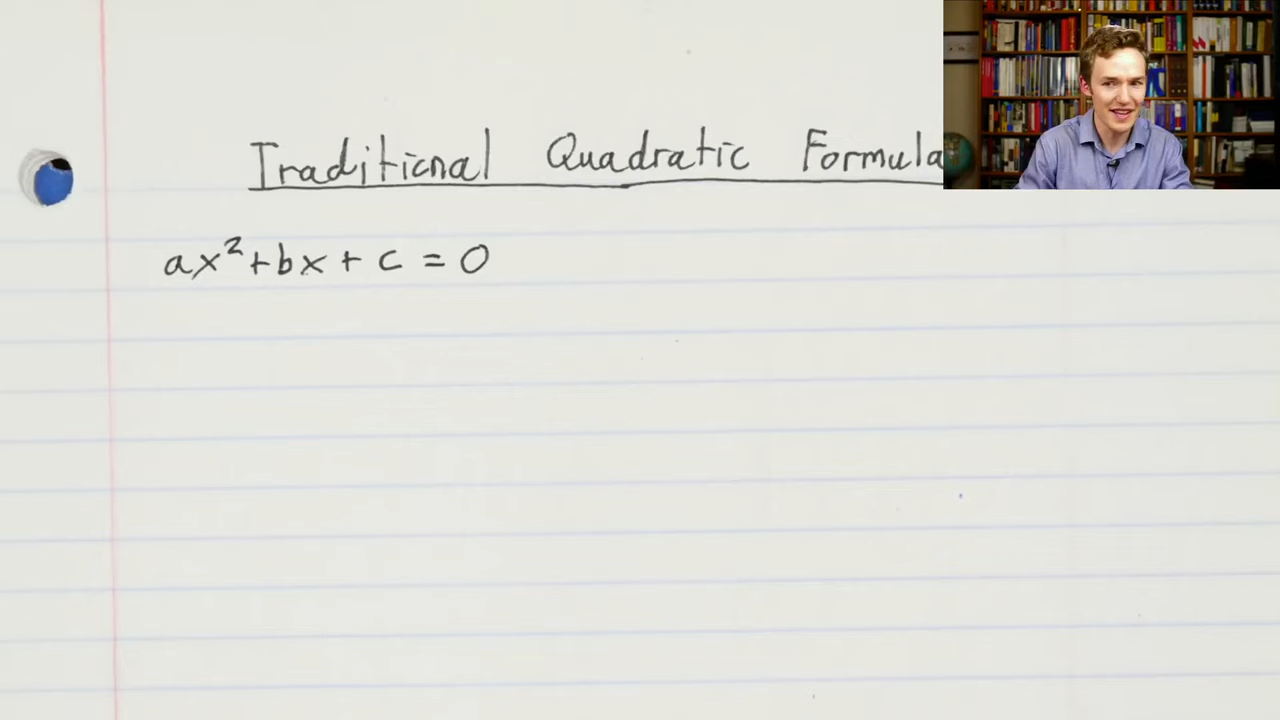 Traditional Quadratic Formula
ax²+bx + c = 0